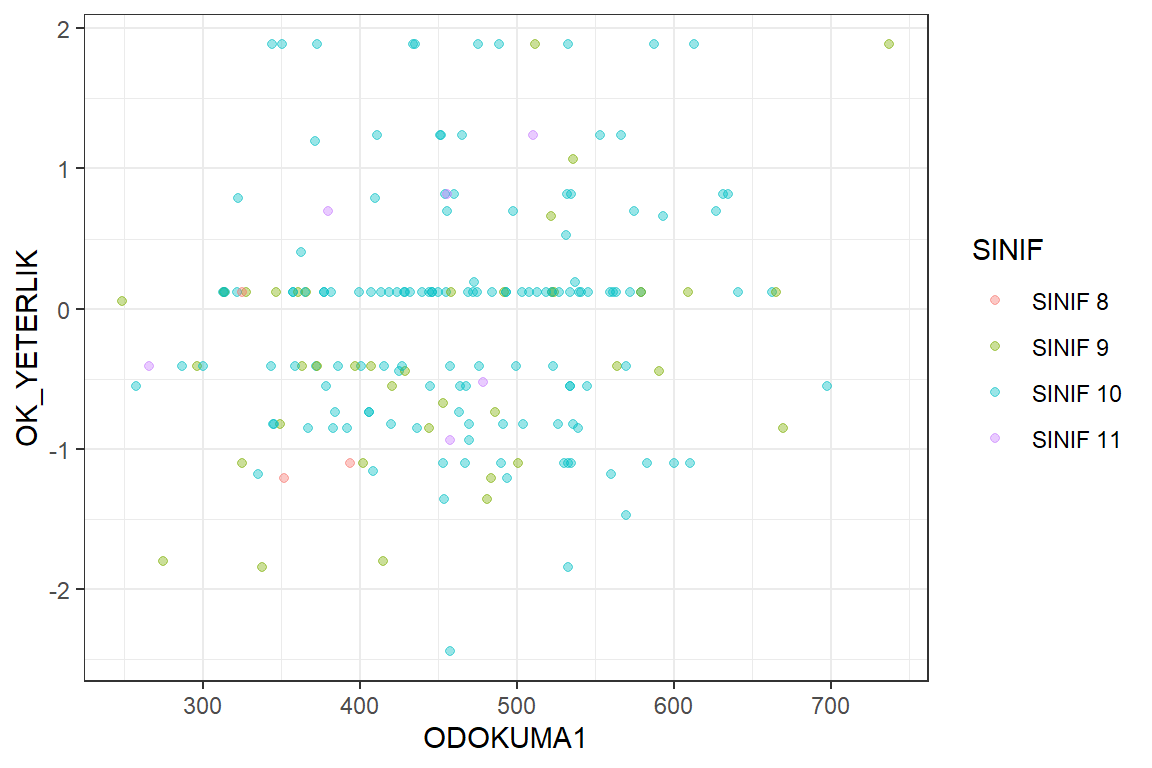 2
1
0
-1
-2
OK_YETERLIK
300 400 500 600 700
ODOKUMA1
SINIF
SINIF 8
SINIF 9
SINIF 10
SINIF 11